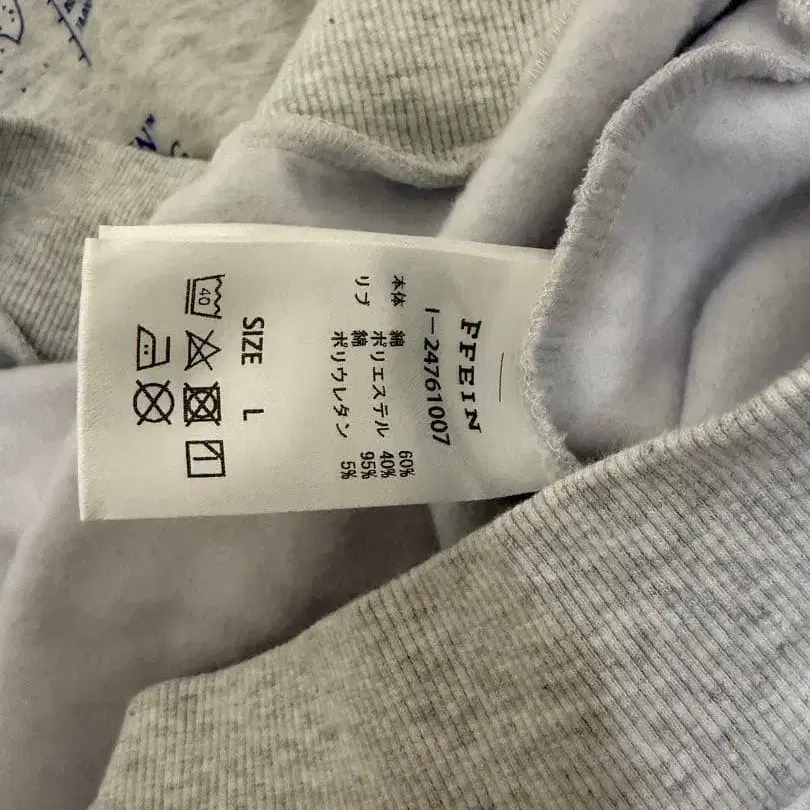 FFEIN
I-24761007
本体 綿 60%
ポリエステル 40%
リブ 綿 95%
ポリウレタン 5%
SIZE L
40